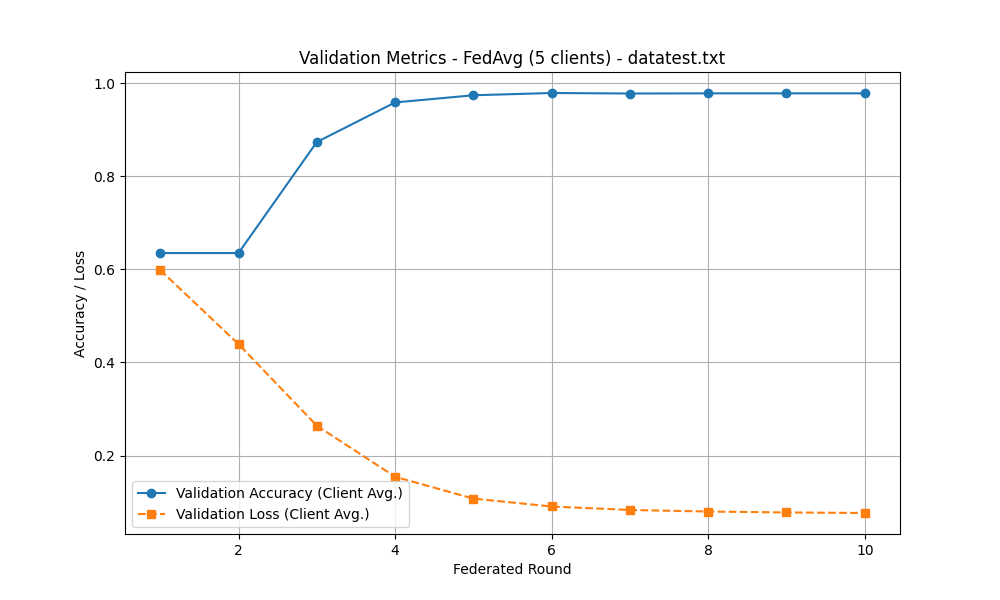 Validation Metrics - FedAvg (5 clients) - datatest.txt
1.0
0.8
0.6
0.4
0.2
Accuracy / Loss
Validation Accuracy (Client Avg.)
Validation Loss (Client Avg.)
2 4 6 8 10
Federated Round